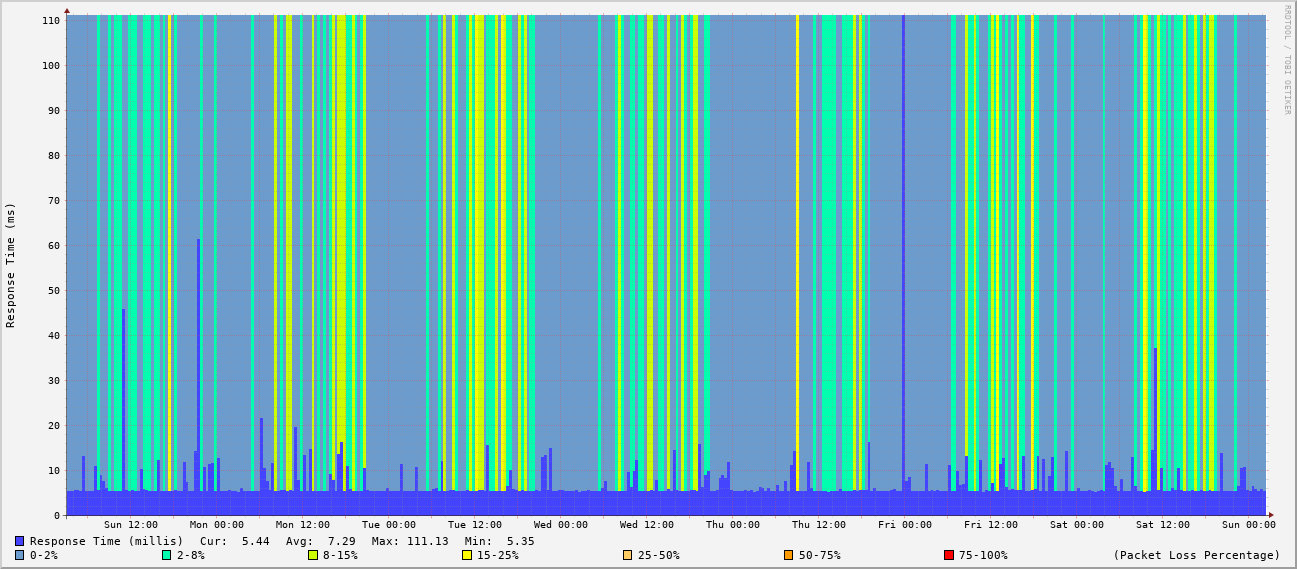 RRDTOOL / TOBI OETIKER
Response Time (ms)
110
100
90
80
70
60
50
40
30
20
10
0
Sun 12:00 Mon 00:00 Mon 12:00 Tue 00:00 Tue 12:00 Wed 00:00 Wed 12:00 Thu 00:00 Thu 12:00 Fri 00:00 Fri 12:00 Sat 00:00 Sat 12:00 Sun 00:00
Response Time (millis) Cur: 5.44 Avg: 7.29 Max: 111.13 Min: 5.35
0-2% 2-8% 8-15% 15-25% 25-50% 50-75% 75-100% (Packet Loss Percentage)